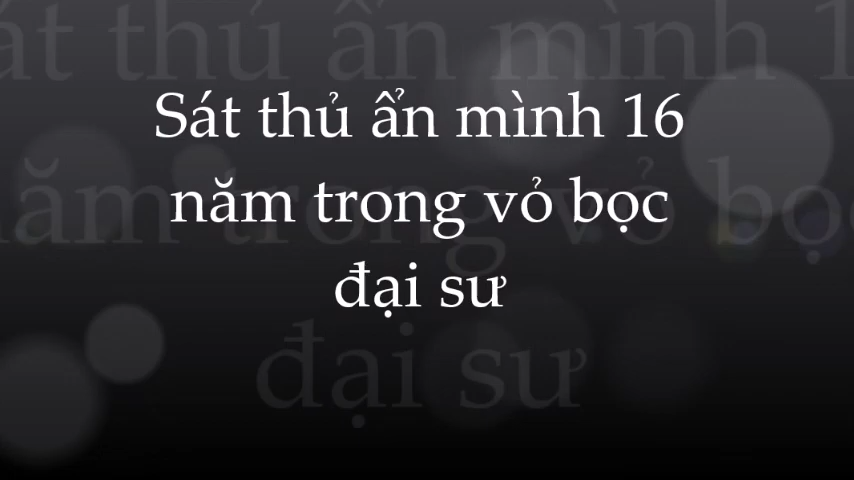 Sát thủ ẩn mình 16
năm trong vỏ bọc
đại sư